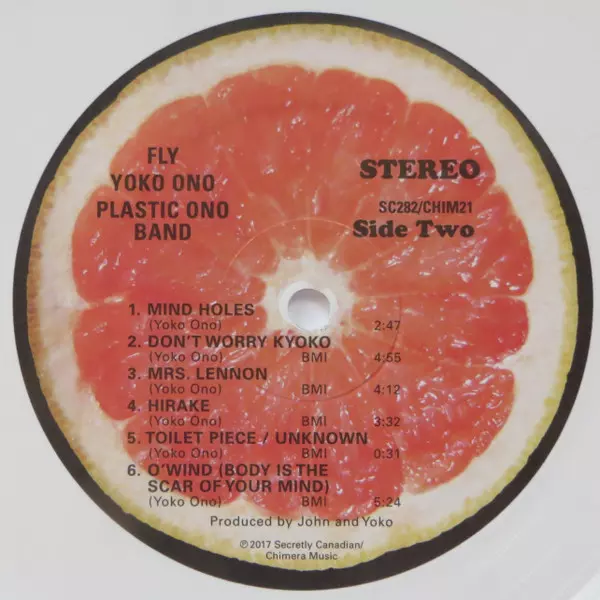 FLY
YOKO ONO
PLASTIC ONO
BAND
STEREO
SC282/CHIM21
Side Two
1. MIND HOLES
(Yoko Ono) 2:47
2. DON'T WORRY KYOKO
(Yoko Ono) BMI 4:55
3. MRS. LENNON
(Yoko Ono) BMI 4:12
4. HIRAKE
(Yoko Ono) BMI 3:32
5. TOILET PIECE / UNKNOWN
(Yoko Ono) BMI 0:31
6. O'WIND (BODY IS THE
SCAR OF YOUR MIND)
(Yoko Ono) BMI 5:24
Produced by John and Yoko
℗2017 Secretly Canadian/
Chimera Music